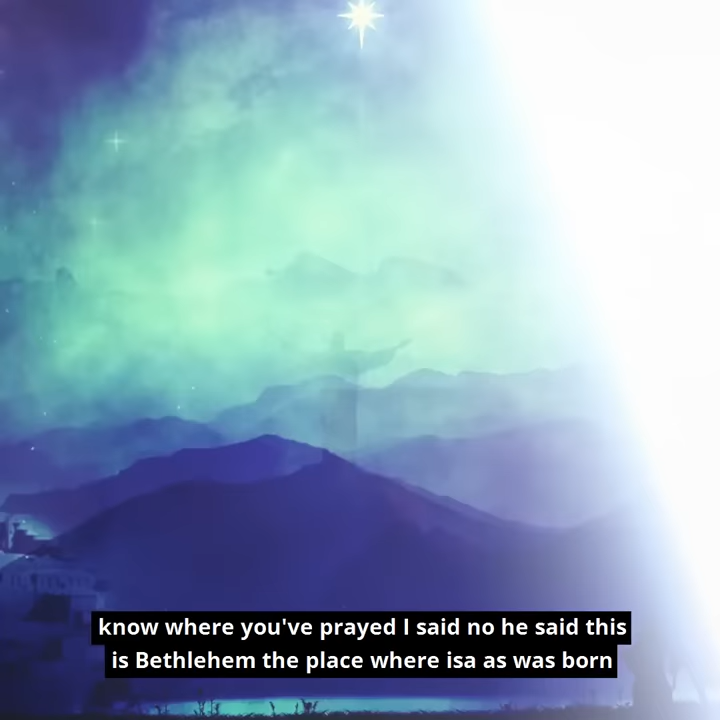 know where you've prayed I said no he said this
is Bethlehem the place where isa as was born